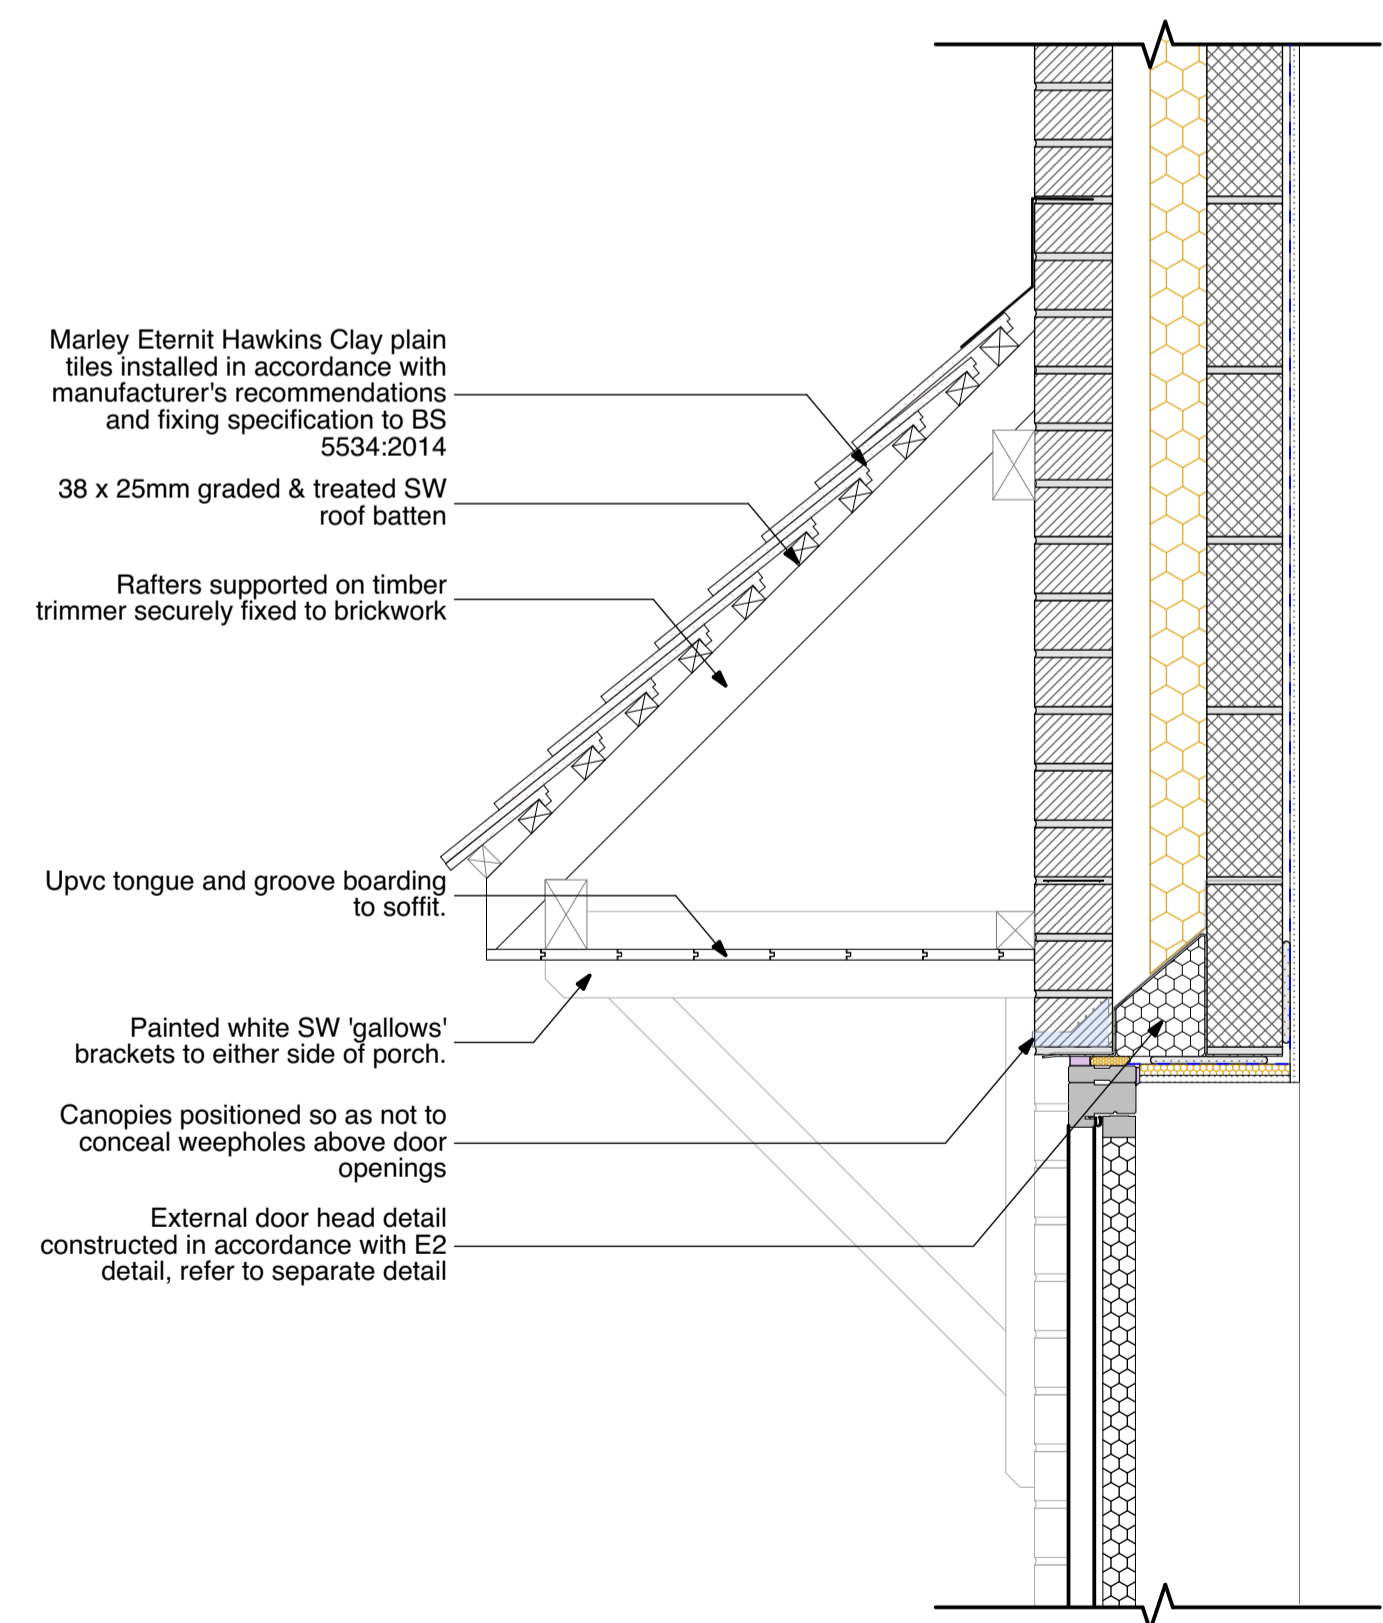 Marley Eternit Hawkins Clay plain
tiles installed in accordance with
manufacturer's recommendations
and fixing specification to BS
5534:2014
38 x 25mm graded & treated SW
roof batten
Rafters supported on timber
trimmer securely fixed to brickwork
Upvc tongue and groove boarding
to soffit.
Painted white SW 'gallows'
brackets to either side of porch.
Canopies positioned so as not to
conceal weepholes above door
openings
External door head detail
constructed in accordance with E2
detail, refer to separate detail